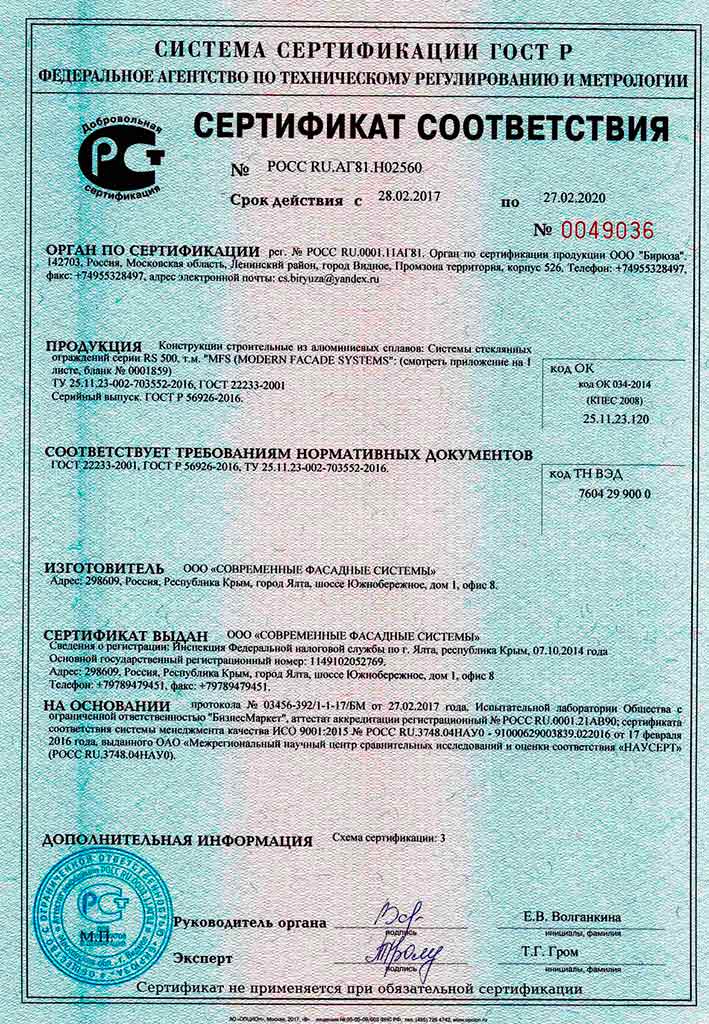 СИСТЕМА СЕРТИФИКАЦИИ ГОСТ Р
ФЕДЕРАЛЬНОЕ АГЕНТСТВО ПО ТЕХНИЧЕСКОМУ РЕГУЛИРОВАНИЮ И МЕТРОЛОГИИ
Добровольная
сертификация
СЕРТИФИКАТ СООТВЕТСТВИЯ
№ РОСС RU.АГ81.Н02560
Срок действия с 28.02.2017 по 27.02.2020
№ 0049036
ОРГАН ПО СЕРТИФИКАЦИИ рег. № РОСС RU.0001.11АГ81. Орган по сертификации продукции ООО "Бирюза".
142703, Россия, Московская область, Ленинский район, город Видное, Промзона территория, корпус 526, Телефон: +74955328497,
факс: +74955328497, адрес электронной почты: cs.biryuza@yandex.ru
ПРОДУКЦИЯ Конструкции строительные из алюминиевых сплавов: Системы стеклянных
ограждений серии RS 500, т.м. "MFS (MODERN FACADE SYSTEMS": (смотреть приложение на 1
листе, бланк № 0001859)
ТУ 25.11.23-002-703552-2016, ГОСТ 22233-2001
Серийный выпуск. ГОСТ Р 56926-2016.
код ОК
код ОК 034-2014
(КПЕС 2008)
25.11.23.120
СООТВЕТСТВУЕТ ТРЕБОВАНИЯМ НОРМАТИВНЫХ ДОКУМЕНТОВ
ГОСТ 22233-2001, ГОСТ Р 56926-2016, ТУ 25.11.23-002-703552-2016.
код ТН ВЭД
7604 29 900 0
ИЗГОТОВИТЕЛЬ ООО «СОВРЕМЕННЫЕ ФАСАДНЫЕ СИСТЕМЫ»
Адрес: 298609, Россия, Республика Крым, город Ялта, шоссе Южнобережное, дом 1, офис 8.
СЕРТИФИКАТ ВЫДАН ООО «СОВРЕМЕННЫЕ ФАСАДНЫЕ СИСТЕМЫ»
Сведения о регистрации: Инспекция Федеральной налоговой службы по г. Ялта, республика Крым, 07.10.2014 года
Основной государственный регистрационный номер: 1149102052769.
Адрес: 298609, Россия, Республика Крым, город Ялта, шоссе Южнобережное, дом 1, офис 8
Телефон: +79789479451, факс: +79789479451.
НА ОСНОВАНИИ протокола № 03456-392/1-1-17/БМ от 27.02.2017 года, Испытательной лаборатории Общества с
ограниченной ответственностью "БизнесМаркет", аттестат аккредитации регистрационный № РОСС RU.0001.21АВ90; сертификата
соответствия системы менеджмента качества ИСО 9001:2015 № РОСС RU.3748.04НАУ0 - 91000629003839.022016 от 17 февраля
2016 года, выданного ОАО «Межрегиональный научный центр сравнительных исследований и оценки соответствия «НАУСЕРТ»
(РОСС RU.3748.04НАУ0).
ДОПОЛНИТЕЛЬНАЯ ИНФОРМАЦИЯ Схема сертификации: 3
М.П.
Руководитель органа
подпись
Е.В. Волганкина
инициалы, фамилия
Эксперт
подпись
Т.Г. Гром
инициалы, фамилия
Сертификат не применяется при обязательной сертификации